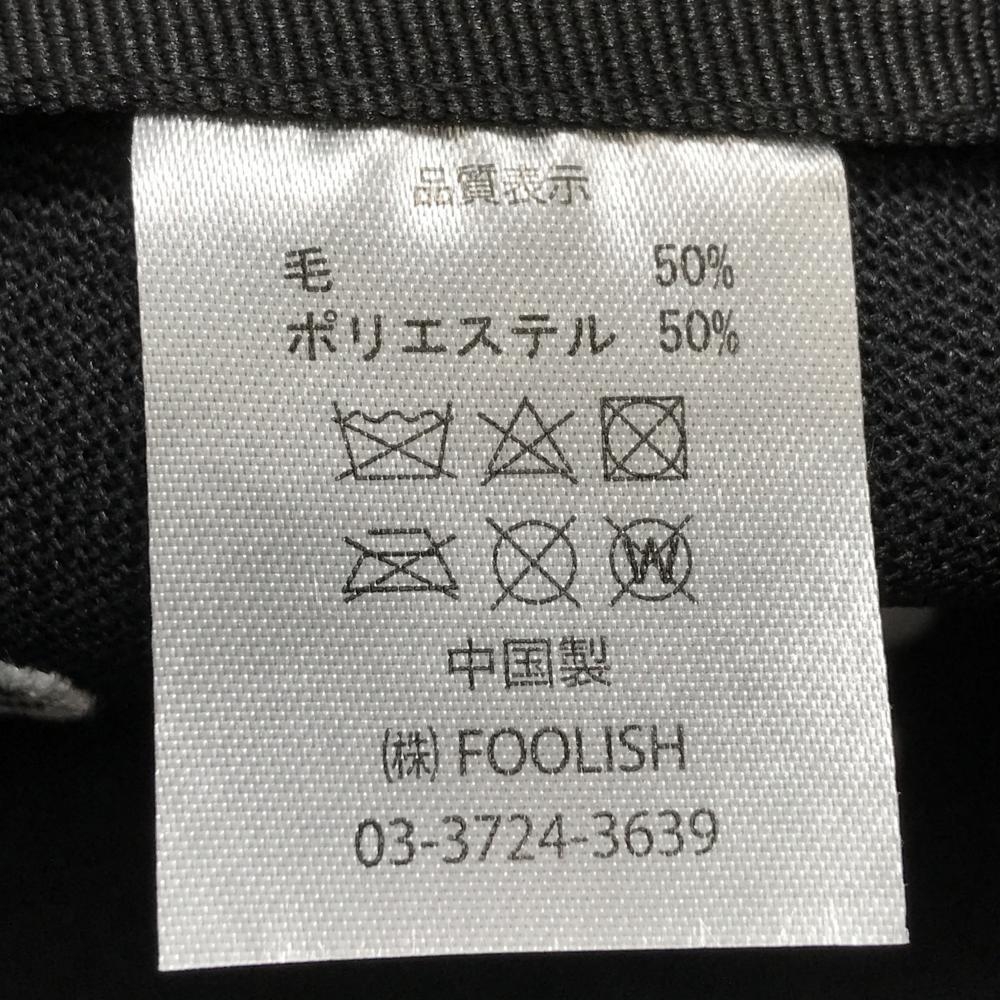 品質表示
毛 50%
ポリエステル 50%
W
中国製
(株) FOOLISH
03-3724-3639